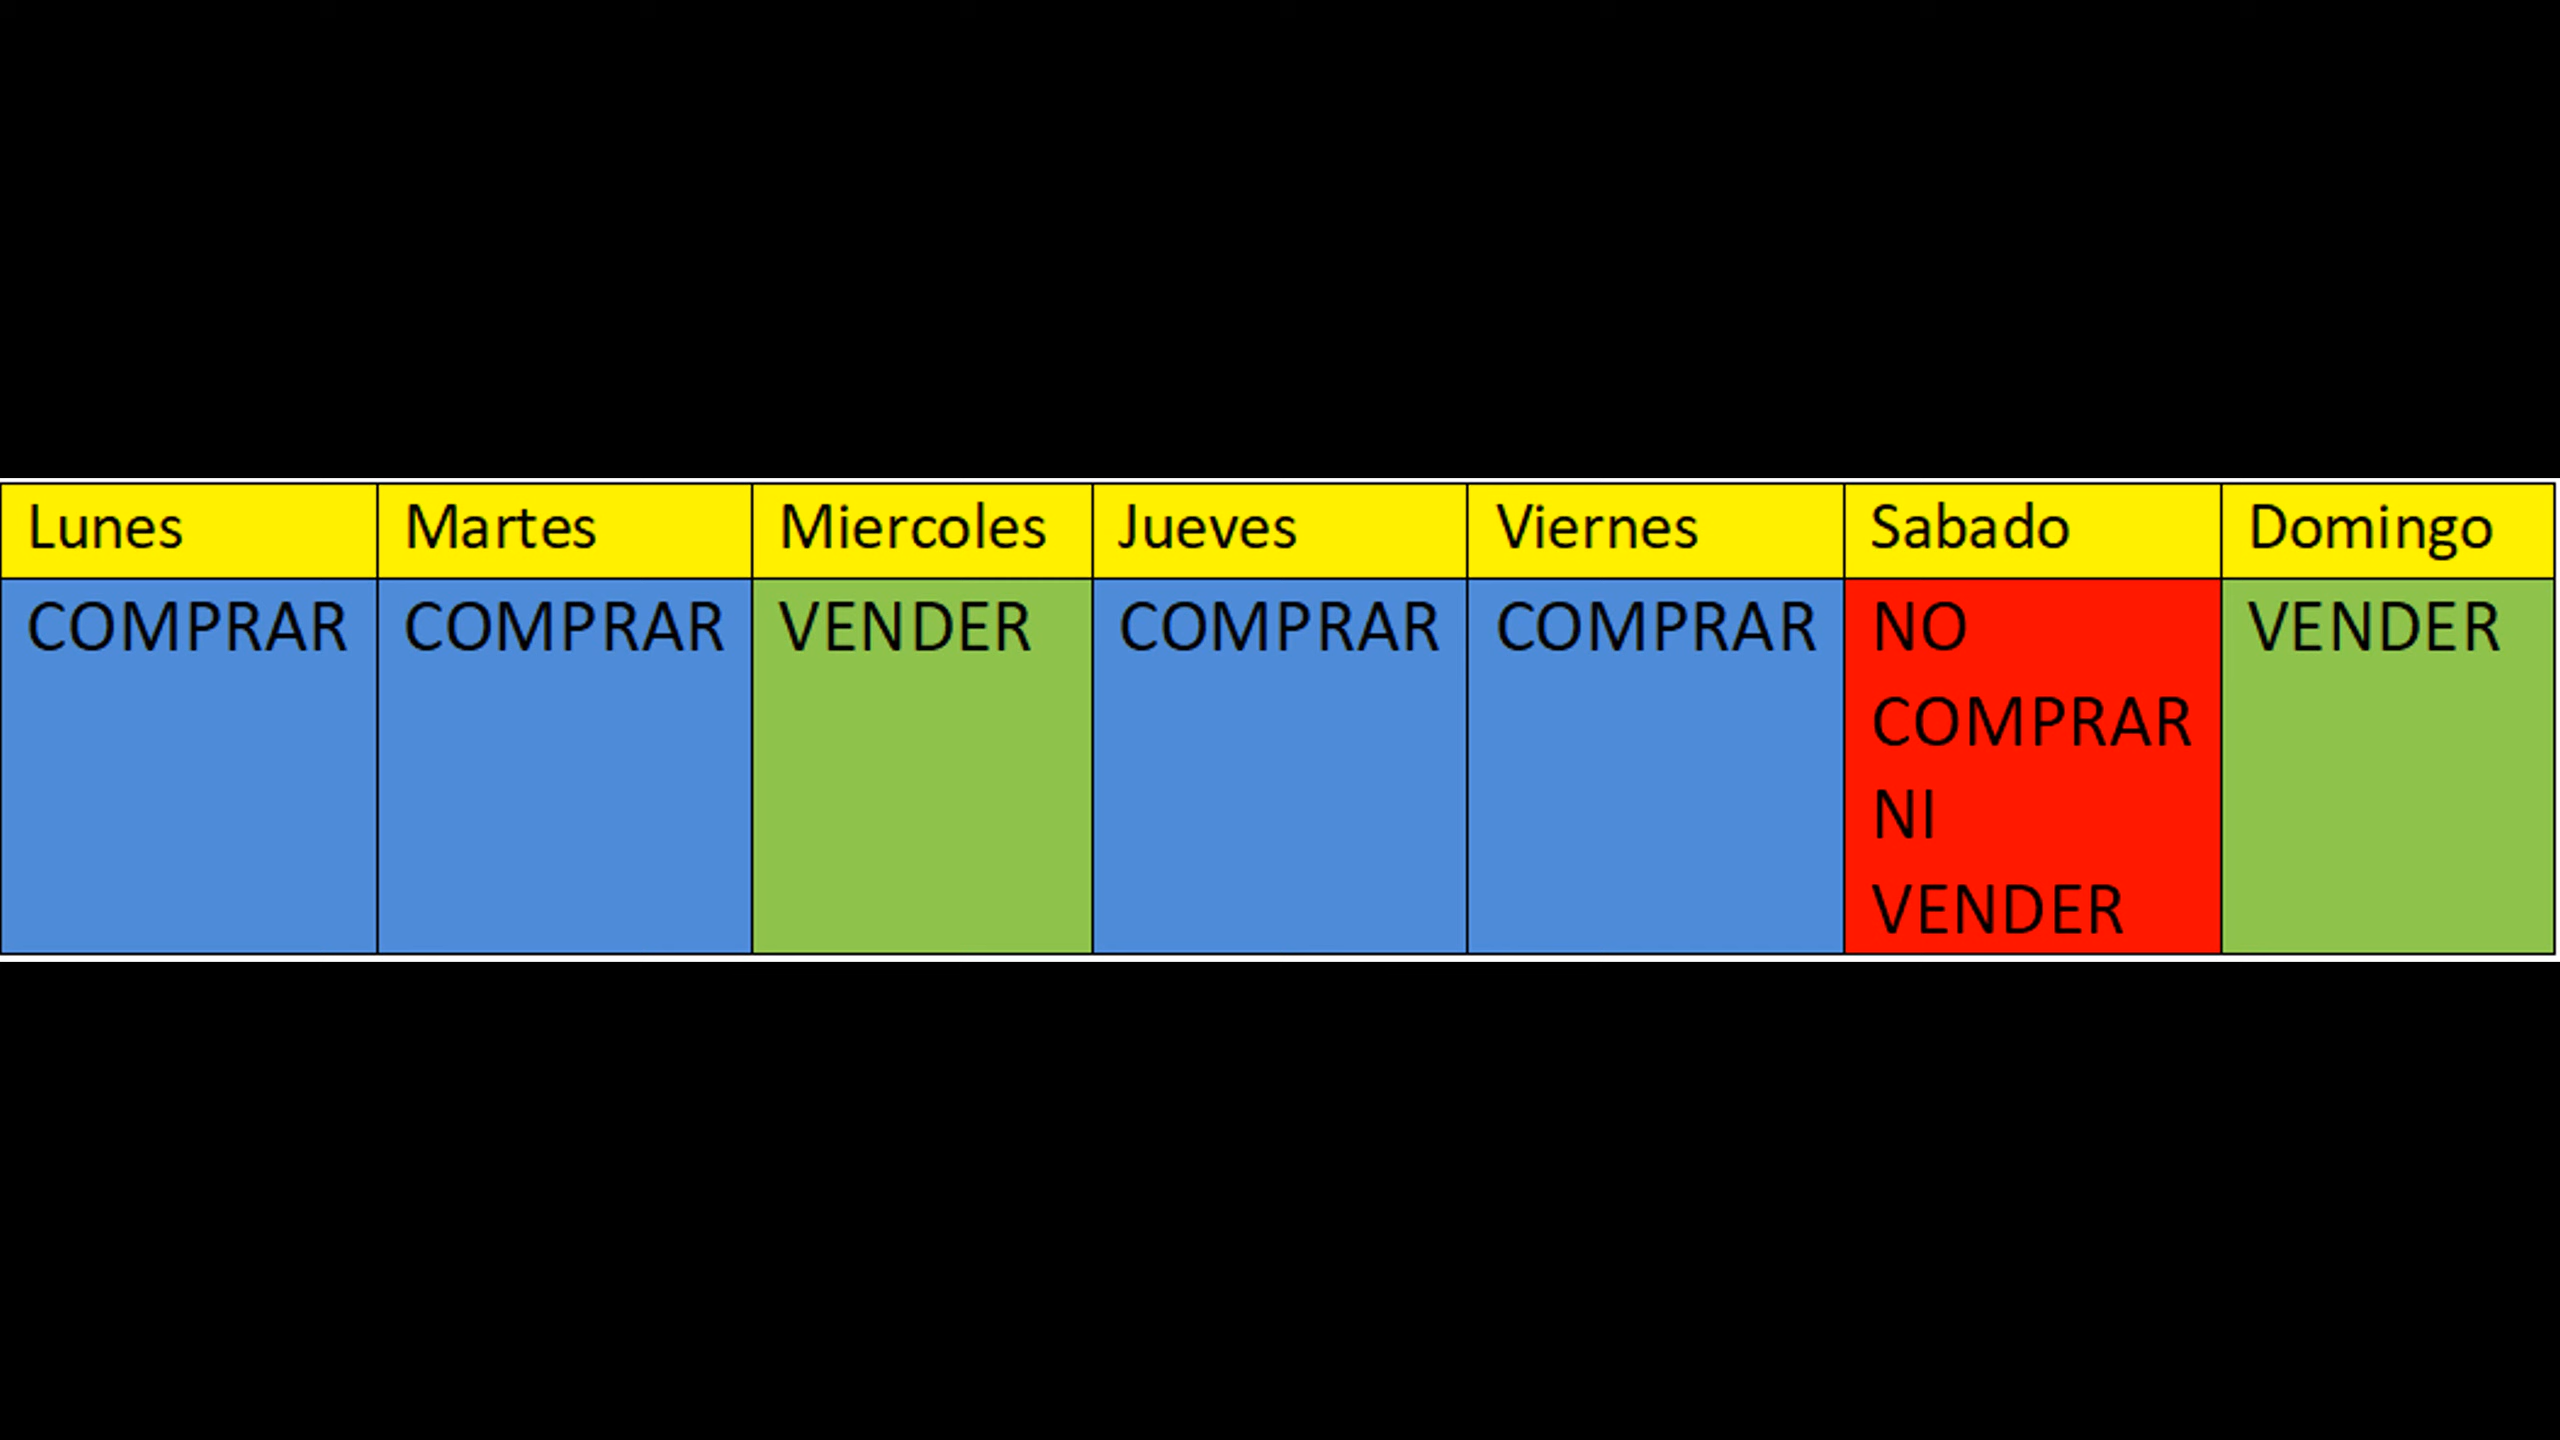 Lunes Martes Miercoles Jueves Viernes Sabado Domingo
COMPRAR COMPRAR VENDER COMPRAR COMPRAR NO VENDER
COMPRAR
NI
VENDER